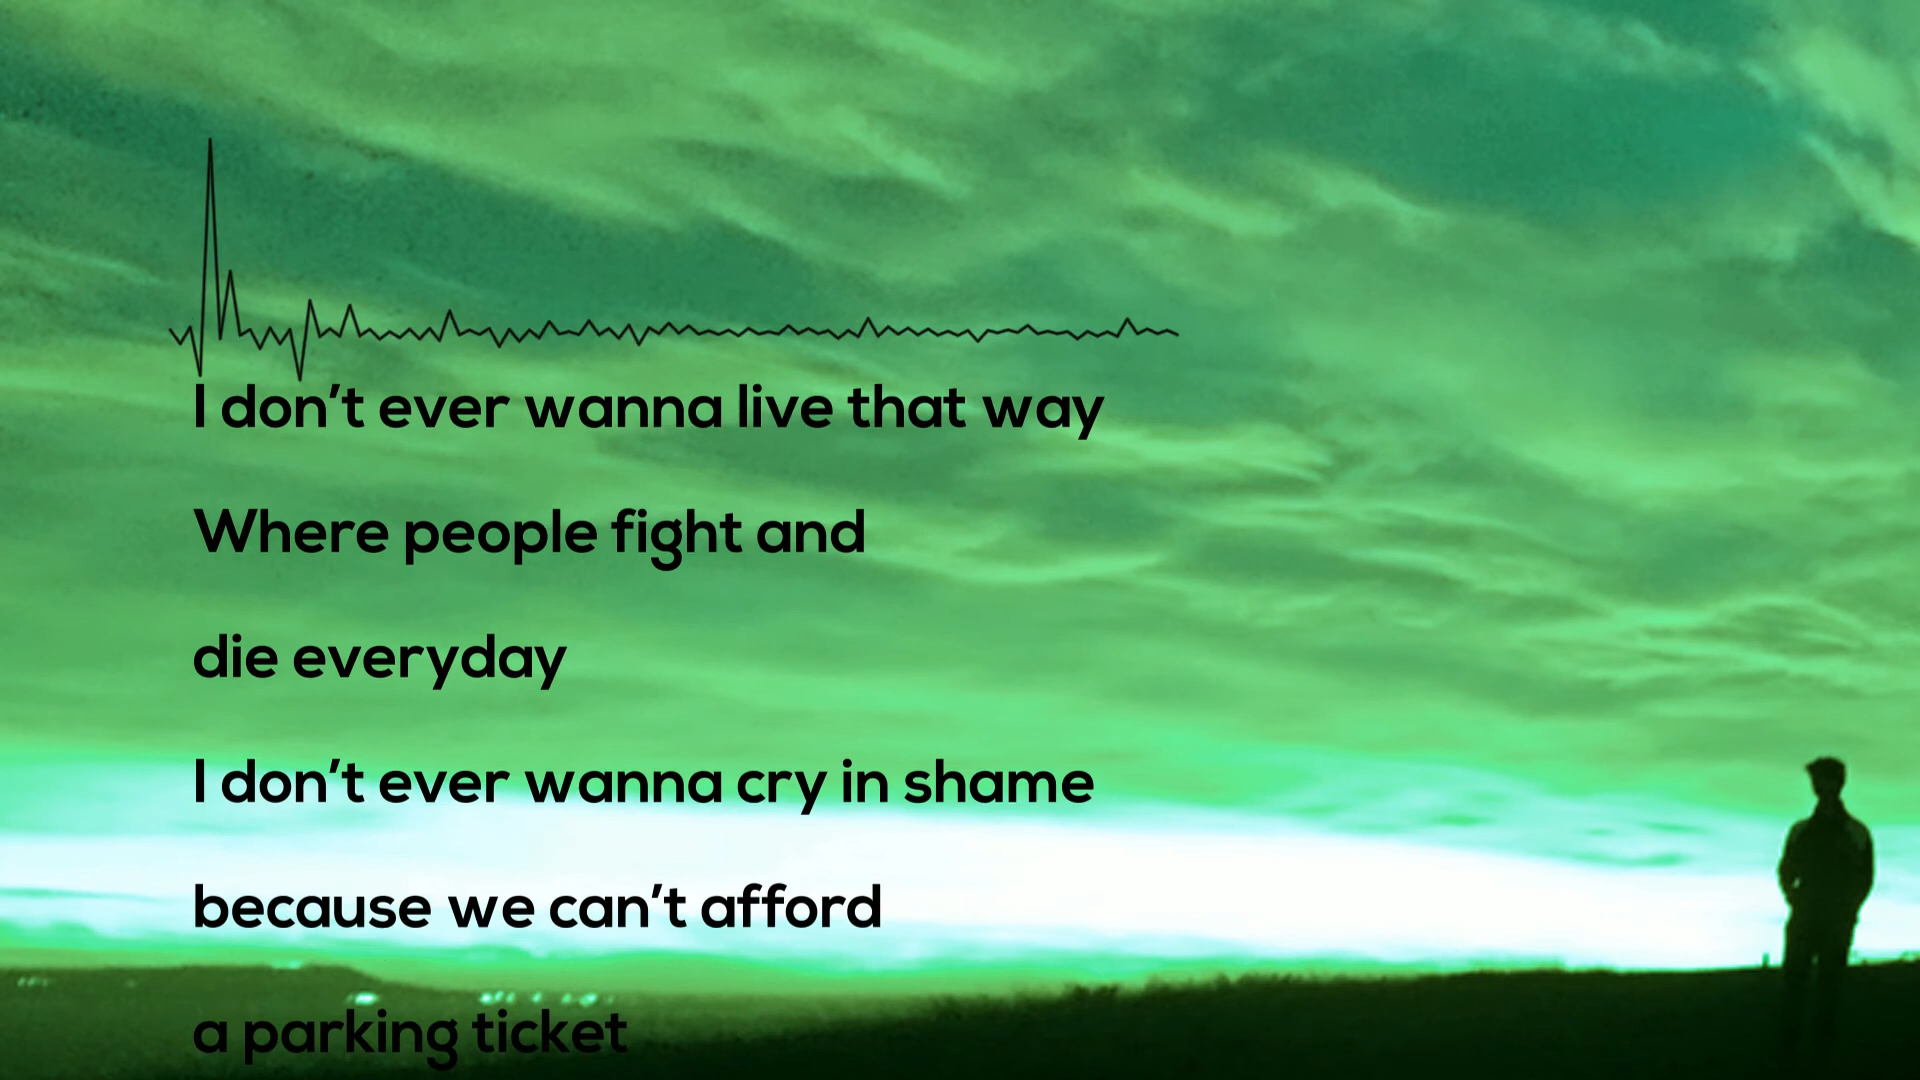 I don’t ever wanna live that way
Where people fight and
die everyday
I don’t ever wanna cry in shame
because we can’t afford
a parking ticket